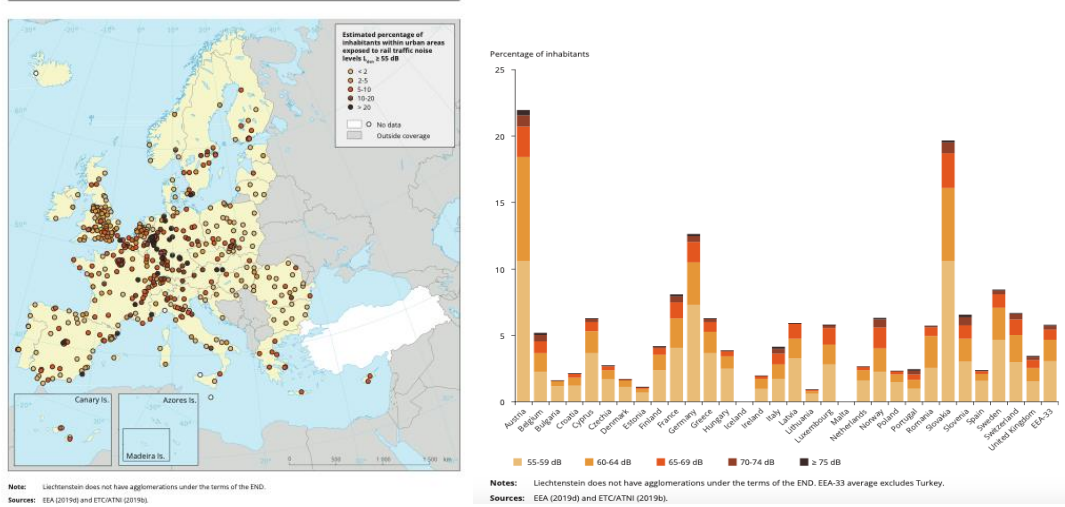 Estimated percentage of
inhabitants within urban areas
exposed to rail traffic noise
levels Lden ≥ 55 dB
< 2
2-5
5-10
10-20
> 20
No data
Outside coverage
Canary Is.
Azores Is.
Madeira Is.
0 500 1 000 1 500 km
Note: Liechtenstein does not have agglomerations under the terms of the END.
Sources: EEA (2019d) and ETC/ATNI (2019b).
Percentage of inhabitants
25
20
15
10
5
0
Austria
Belgium
Bulgaria
Croatia
Cyprus
Czechia
Denmark
Estonia
Finland
France
Germany
Greece
Hungary
Iceland
Ireland
Italy
Latvia
Lithuania
Luxembourg
Malta
Netherlands
Norway
Poland
Portugal
Romania
Slovakia
Slovenia
Spain
Sweden
Switzerland
United Kingdom
EEA-33
55-59 dB 60-64 dB 65-69 dB 70-74 dB ≥ 75 dB
Notes: Liechtenstein does not have agglomerations under the terms of the END. EEA-33 average excludes Turkey.
Sources: EEA (2019d) and ETC/ATNI (2019b).